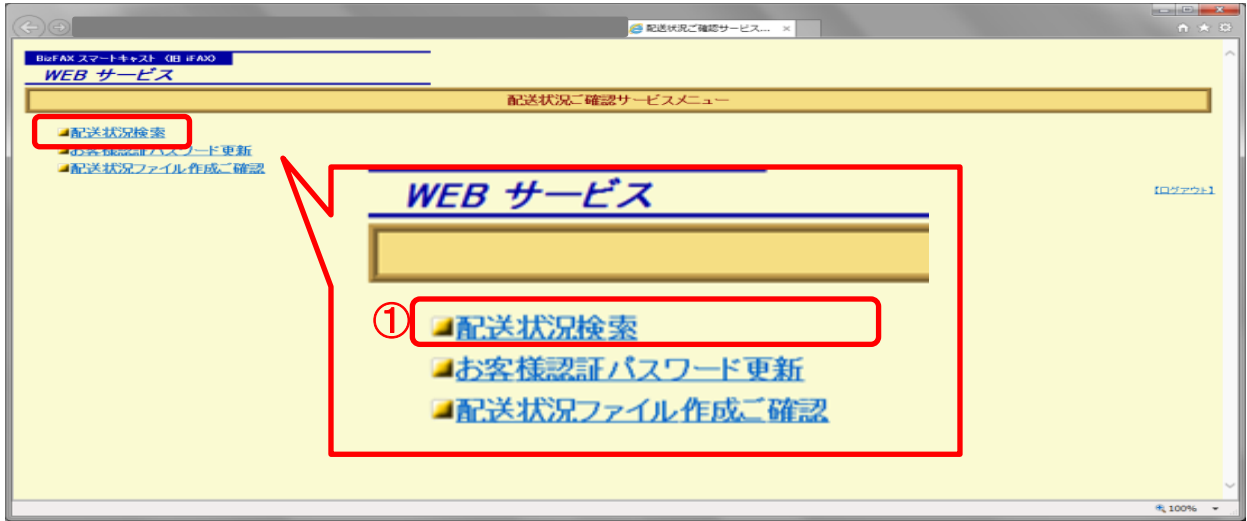 配送状況ご確認サービス...
BizFAX スマートキャスト (旧 iFAX)
WEB サービス
配送状況ご確認サービスメニュー
配送状況検索
お客様認証パスワード更新
配送状況ファイル作成ご確認
【ログアウト】
WEB サービス
①
配送状況検索
お客様認証パスワード更新
配送状況ファイル作成ご確認
100%